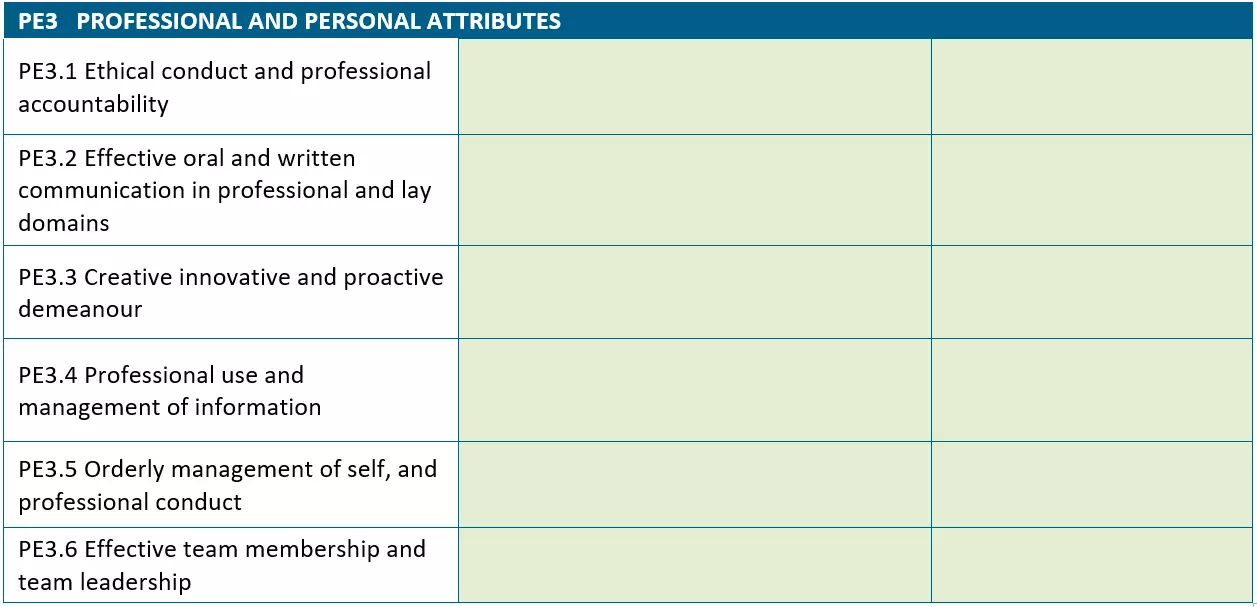 PE3 PROFESSIONAL AND PERSONAL ATTRIBUTES
PE3.1 Ethical conduct and professional
accountability
PE3.2 Effective oral and written
communication in professional and lay
domains
PE3.3 Creative innovative and proactive
demeanour
PE3.4 Professional use and
management of information
PE3.5 Orderly management of self, and
professional conduct
PE3.6 Effective team membership and
team leadership